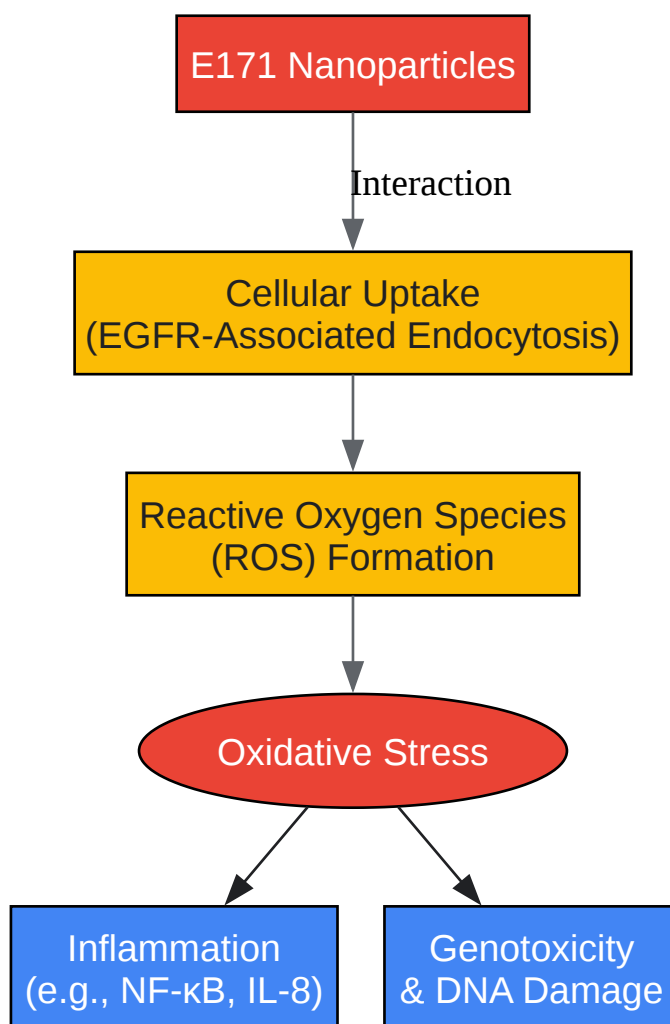 E171 Nanoparticles
Interaction
Cellular Uptake
(EGFR-Associated Endocytosis)
Reactive Oxygen Species
(ROS) Formation
Oxidative Stress
Inflammation
(e.g., NF-κB, IL-8)
Genotoxicity
& DNA Damage